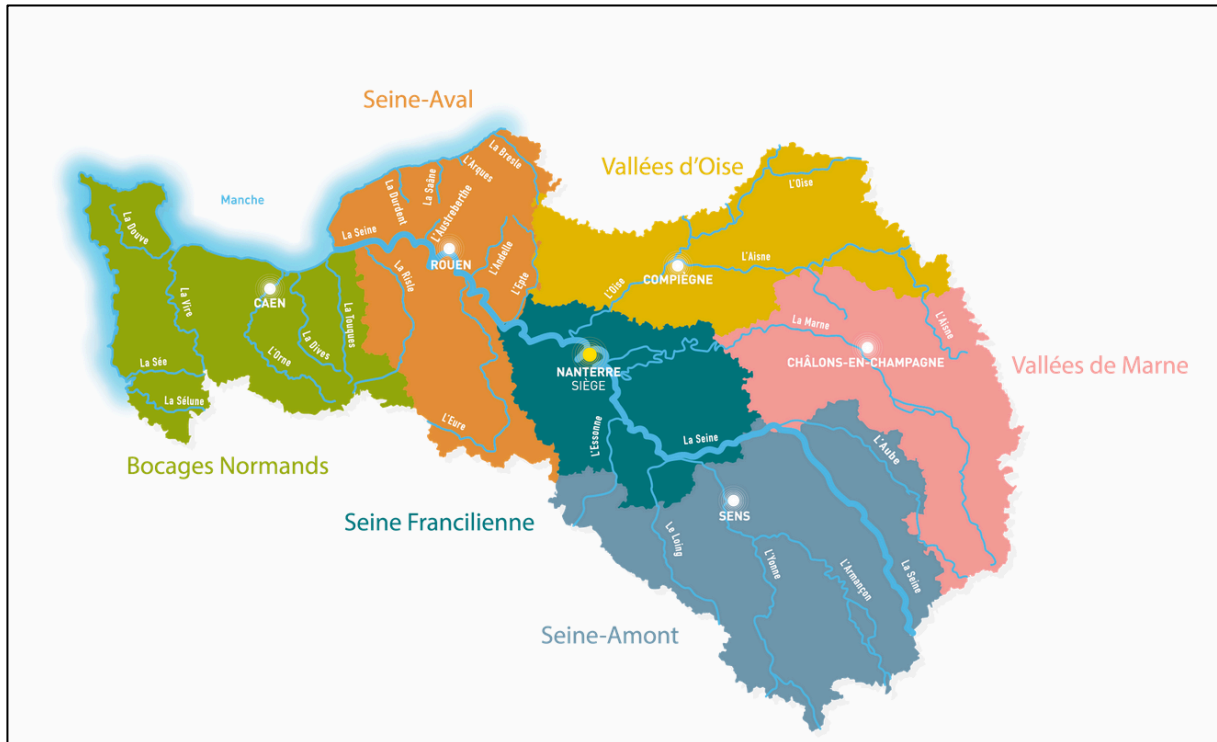 Seine-Aval
La Bresle
L'Arques
La Saâne
La Durdent
L'Austreberthe
Vallées d'Oise
L'Oise
Manche
La Douve
La Seine
ROUEN
L'Andelle
L'Epte
La Risle
L'Aisne
COMPIÈGNE
L'Oise
CAEN
La Vire
La Touques
La Dives
L'Orne
La Sée
La Sélune
La Marne
L'Aisne
CHÂLONS-EN-CHAMPAGNE
Vallées de Marne
NANTERRE
SIÈGE
L'Eure
L'Essonne
La Seine
L'Aube
Bocages Normands
Seine Francilienne
SENS
Le Loing
L'Yonne
L'Armançon
La Seine
Seine-Amont